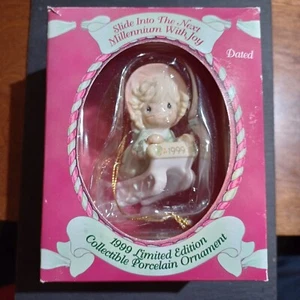 Slide Into The Next
Millennium With Joy
Dated
1999
1999 Limited Edition
Collectible Porcelain Ornament